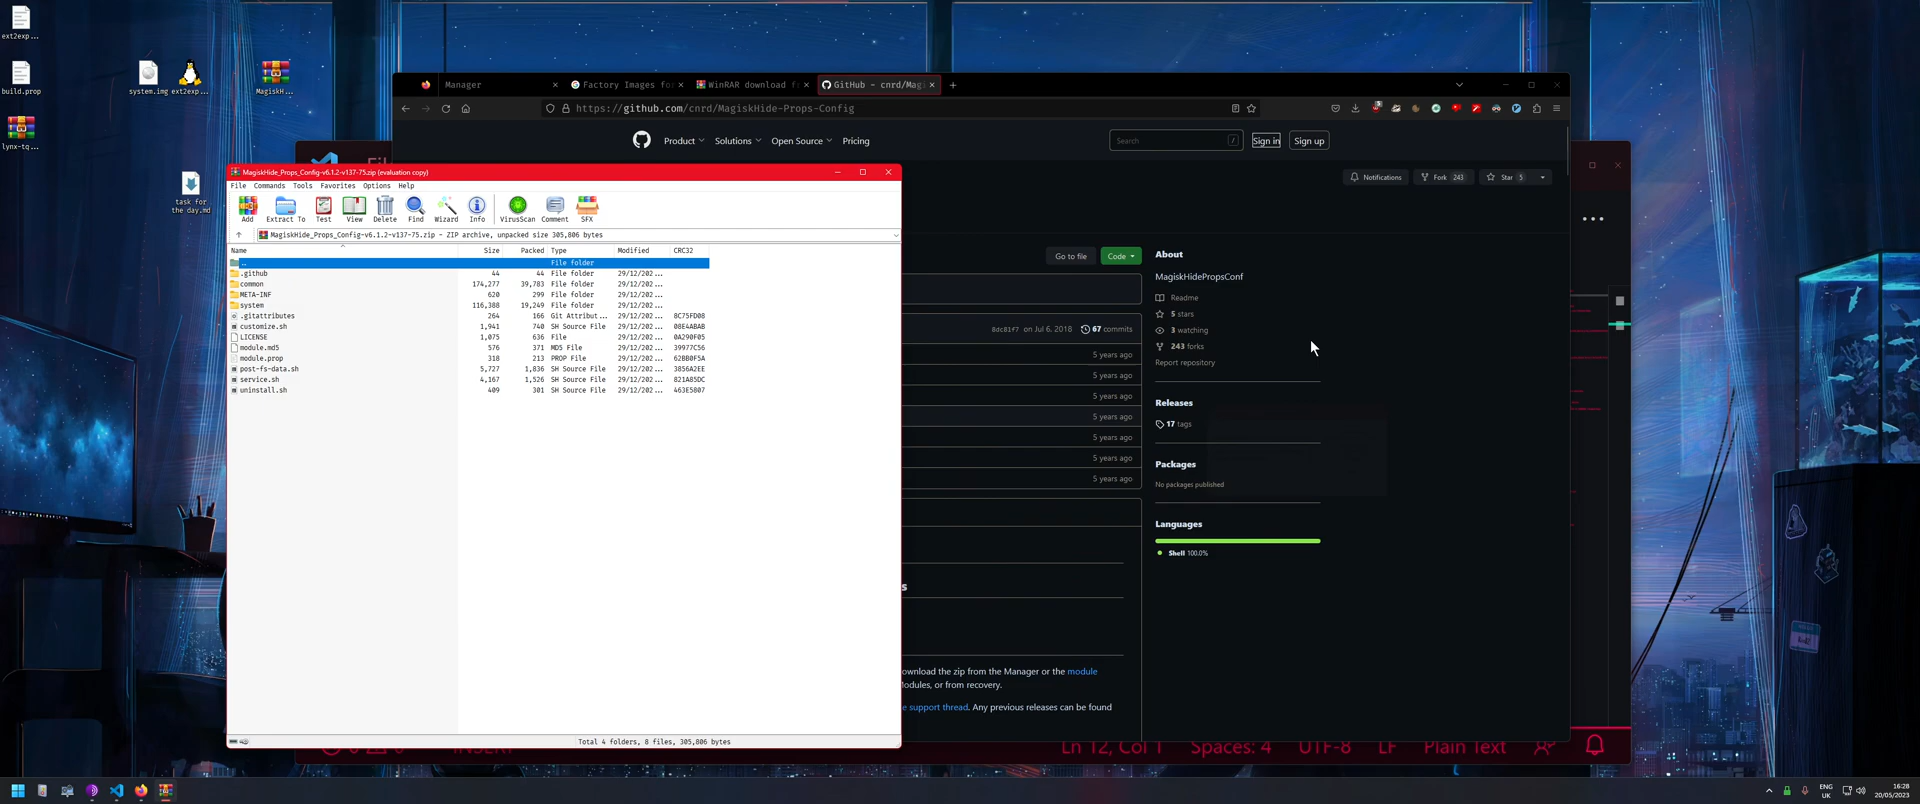 ext2exp...
build.prop
lynx-tq...
system.img
ext2exp...
MagiskH...
task for
the day.md
Manager
Factory Images fo
WinRAR download f
GitHub - cnrd/Mag
https://github.com/cnrd/MagiskHide-Props-Config
Product
Solutions
Open Source
Pricing
Search
/
Sign in
Sign up
Notifications
Fork 243
Star 5
Go to file
Code
8dc81f7 on Jul 6, 2018
67 commits
5 years ago
5 years ago
5 years ago
5 years ago
5 years ago
5 years ago
5 years ago
s
ownload the zip from the Manager or the module
odules, or from recovery.
e support thread. Any previous releases can be found
About
MagiskHidePropsConf
Readme
5 stars
3 watching
243 forks
Report repository
Releases
17 tags
Packages
No packages published
Languages
Shell 100.0%
MagiskHide_Props_Config-v6.1.2-v137-75.zip (evaluation copy)
File Commands Tools Favorites Options Help
Add Extract To Test View Delete Find Wizard Info VirusScan Comment SFX
MagiskHide_Props_Config-v6.1.2-v137-75.zip - ZIP archive, unpacked size 305,806 bytes
Name Size Packed Type Modified CRC32
.. File folder
.github 44 44 File folder 29/12/202...
common 174,277 39,783 File folder 29/12/202...
META-INF 620 299 File folder 29/12/202...
system 116,388 19,249 File folder 29/12/202...
.gitattributes 264 166 Git Attribut... 29/12/202... 8C75FD08
customize.sh 1,941 740 SH Source File 29/12/202... 08E4ABAB
LICENSE 1,075 636 File 29/12/202... 0A290F05
module.md5 576 371 MD5 File 29/12/202... 39977C56
module.prop 318 213 PROP File 29/12/202... 62BB0F5A
post-fs-data.sh 5,727 1,836 SH Source File 29/12/202... 3856A2EE
service.sh 4,167 1,526 SH Source File 29/12/202... 821A85DC
uninstall.sh 409 301 SH Source File 29/12/202... 463E5807
Total 4 folders, 8 files, 305,806 bytes
Ln 12, Col 1 Spaces: 4 UTF-8 LF Plain Text
ENG
UK
16:28
20/05/2023